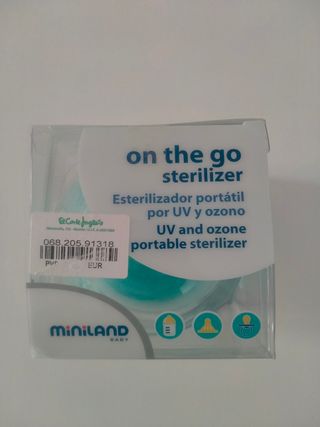 on the go
sterilizer
Esterilizador portátil
por UV y ozono
UV and ozone
portable sterilizer
El Corte Inglés
068.205.91318
EUR
miniLAND
BABY